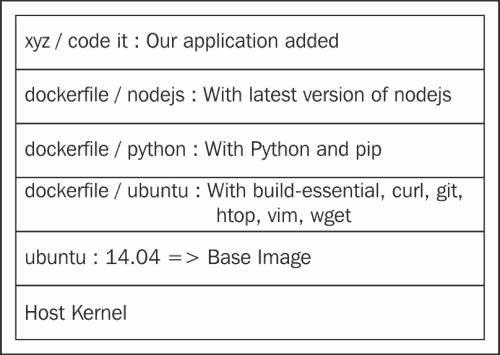 xyz / code it : Our application added
dockerfile / nodejs : With latest version of nodejs
dockerfile / python : With Python and pip
dockerfile / ubuntu : With build-essential, curl, git,
htop, vim, wget
ubuntu : 14.04 => Base Image
Host Kernel